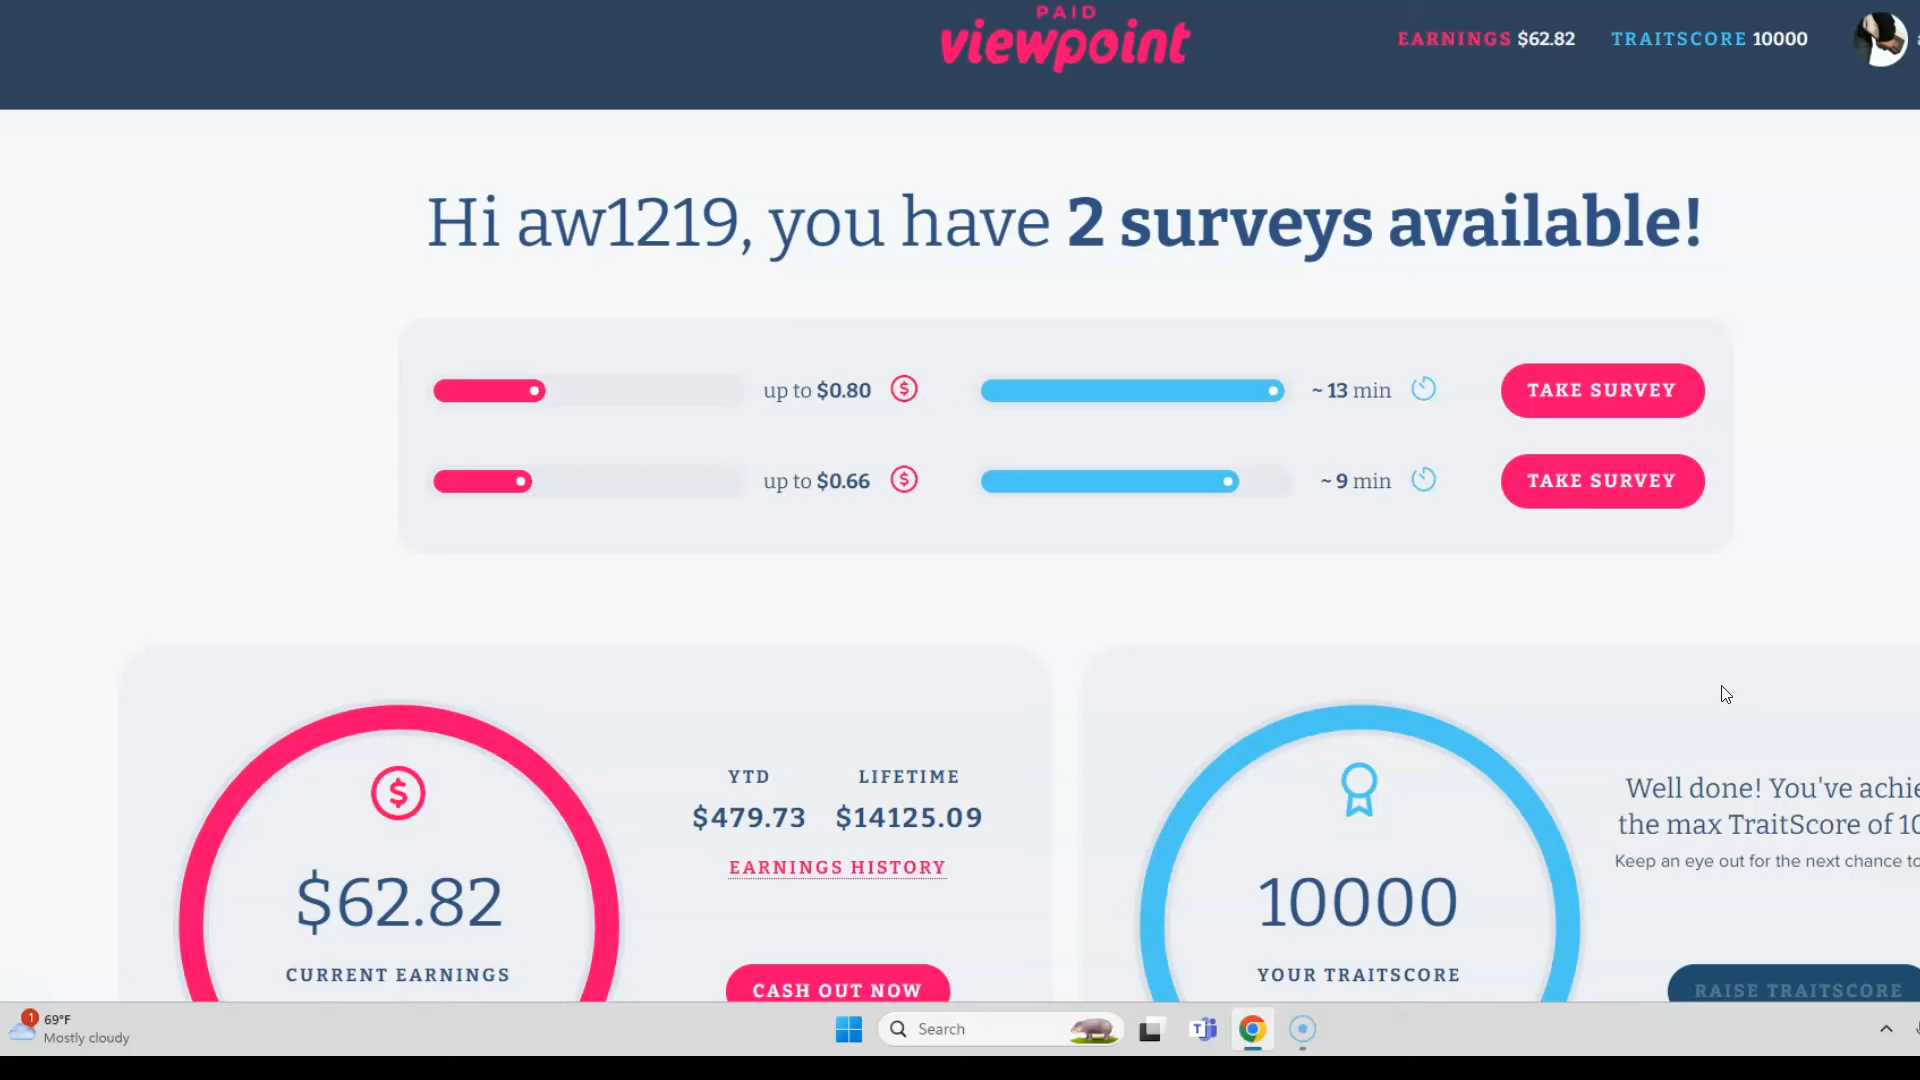 PAID
viewpoint
EARNINGS $62.82 TRAITSCORE 10000
Hi aw1219, you have 2 surveys available!
up to $0.80 ~ 13 min TAKE SURVEY
up to $0.66 ~ 9 min TAKE SURVEY
$62.82
CURRENT EARNINGS
YTD LIFETIME
$479.73 $14125.09
EARNINGS HISTORY
CASH OUT NOW
10000
YOUR TRAITSCORE
Well done! You've
the max TraitScore of
Keep an eye out for the next chance
RAISE TRAITSCORE
1
69°F
Mostly cloudy
Search